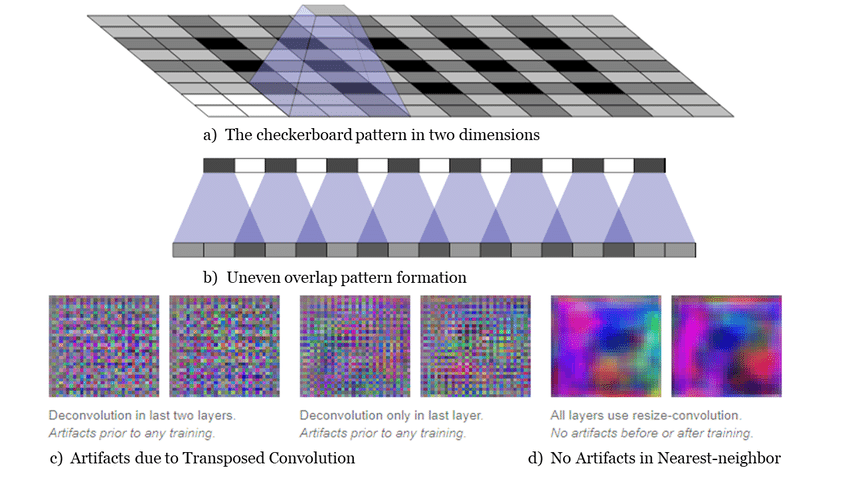 a) The checkerboard pattern in two dimensions
b) Uneven overlap pattern formation
Deconvolution in last two layers.
Artifacts prior to any training.
Deconvolution only in last layer.
Artifacts prior to any training.
All layers use resize-convolution.
No artifacts before or after training.
c) Artifacts due to Transposed Convolution
d) No Artifacts in Nearest-neighbor